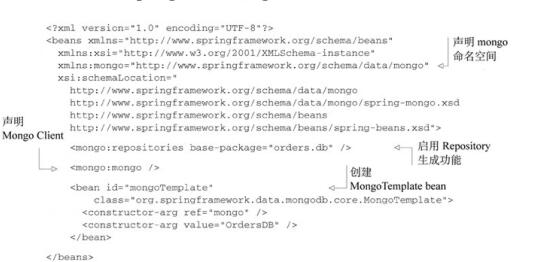 <?xml version="1.0" encoding="UTF-8"?>
<beans xmlns="http://www.springframework.org/schema/beans"
xmlns:xsi="http://www.w3.org/2001/XMLSchema-instance"
xmlns:mongo="http://www.springframework.org/schema/data/mongo"
声明 mongo
命名空间
xsi:schemaLocation="
http://www.springframework.org/schema/data/mongo
http://www.springframework.org/schema/data/mongo/spring-mongo.xsd
http://www.springframework.org/schema/beans
http://www.springframework.org/schema/beans/spring-beans.xsd">
声明
Mongo Client
<mongo:repositories base-package="orders.db" />
启用 Repository
生成功能
<mongo:mongo />
创建
MongoTemplate bean
<bean id="mongoTemplate"
class="org.springframework.data.mongodb.core.MongoTemplate">
<constructor-arg ref="mongo" />
<constructor-arg value="OrdersDB" />
</bean>
</beans>